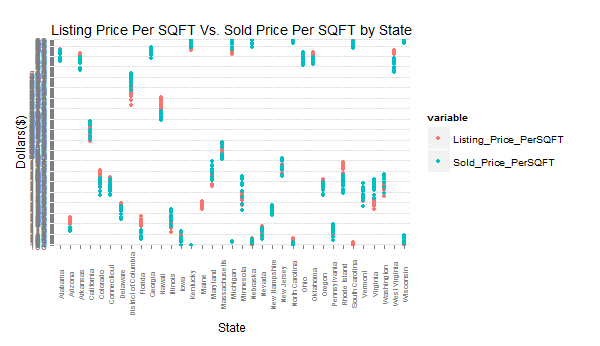 Listing Price Per SQFT Vs. Sold Price Per SQFT by State
Dollars($)
variable
Listing_Price_PerSQFT
Sold_Price_PerSQFT
Alabama
Arizona
Arkansas
California
Colorado
Connecticut
Delaware
District of Columbia
Florida
Georgia
Hawaii
Illinois
Iowa
Kentucky
Maine
Maryland
Massachusetts
Michigan
Minnesota
Nebraska
Nevada
New Hampshire
New Jersey
North Carolina
Ohio
Oklahoma
Oregon
Pennsylvania
Rhode Island
South Carolina
Vermont
Virginia
Washington
West Virginia
Wisconsin
State